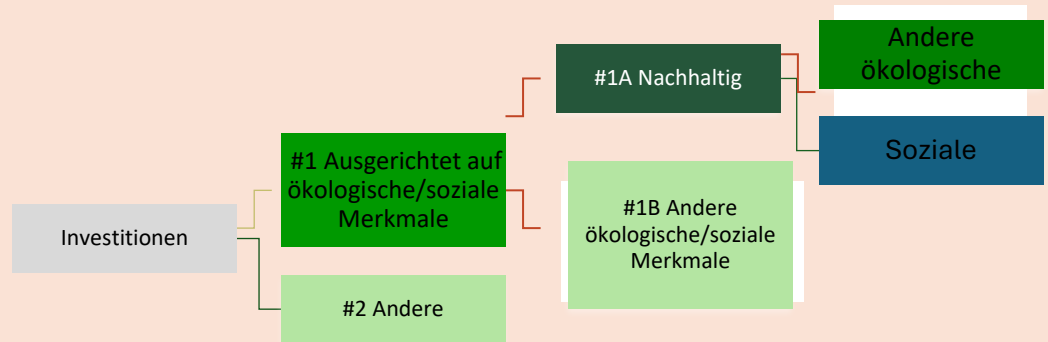 Investitionen
#1 Ausgerichtet auf
ökologische/soziale
Merkmale
#2 Andere
#1A Nachhaltig
#1B Andere
ökologische/soziale
Merkmale
Andere
ökologische
Soziale